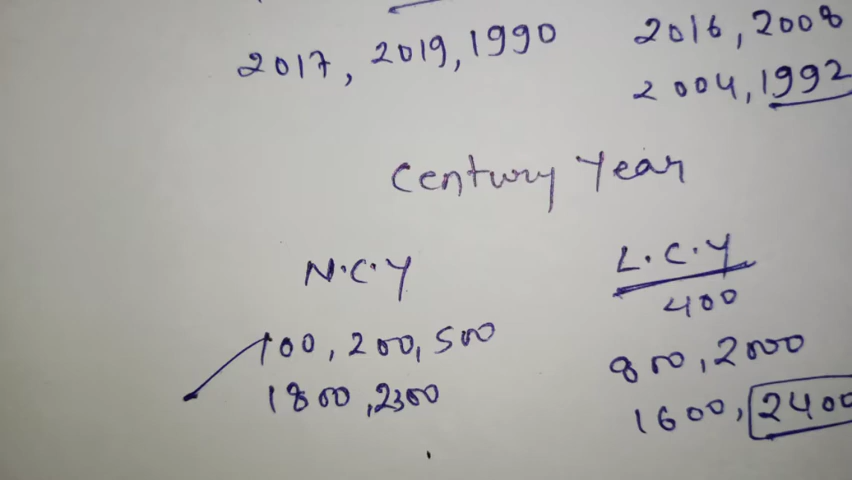 2017, 2019, 1990
2016, 2008
2004, 1992
Century Year
N.C.Y
100, 200, 500
1800, 2300
L.C.Y
400
800, 2000
1600, 2400